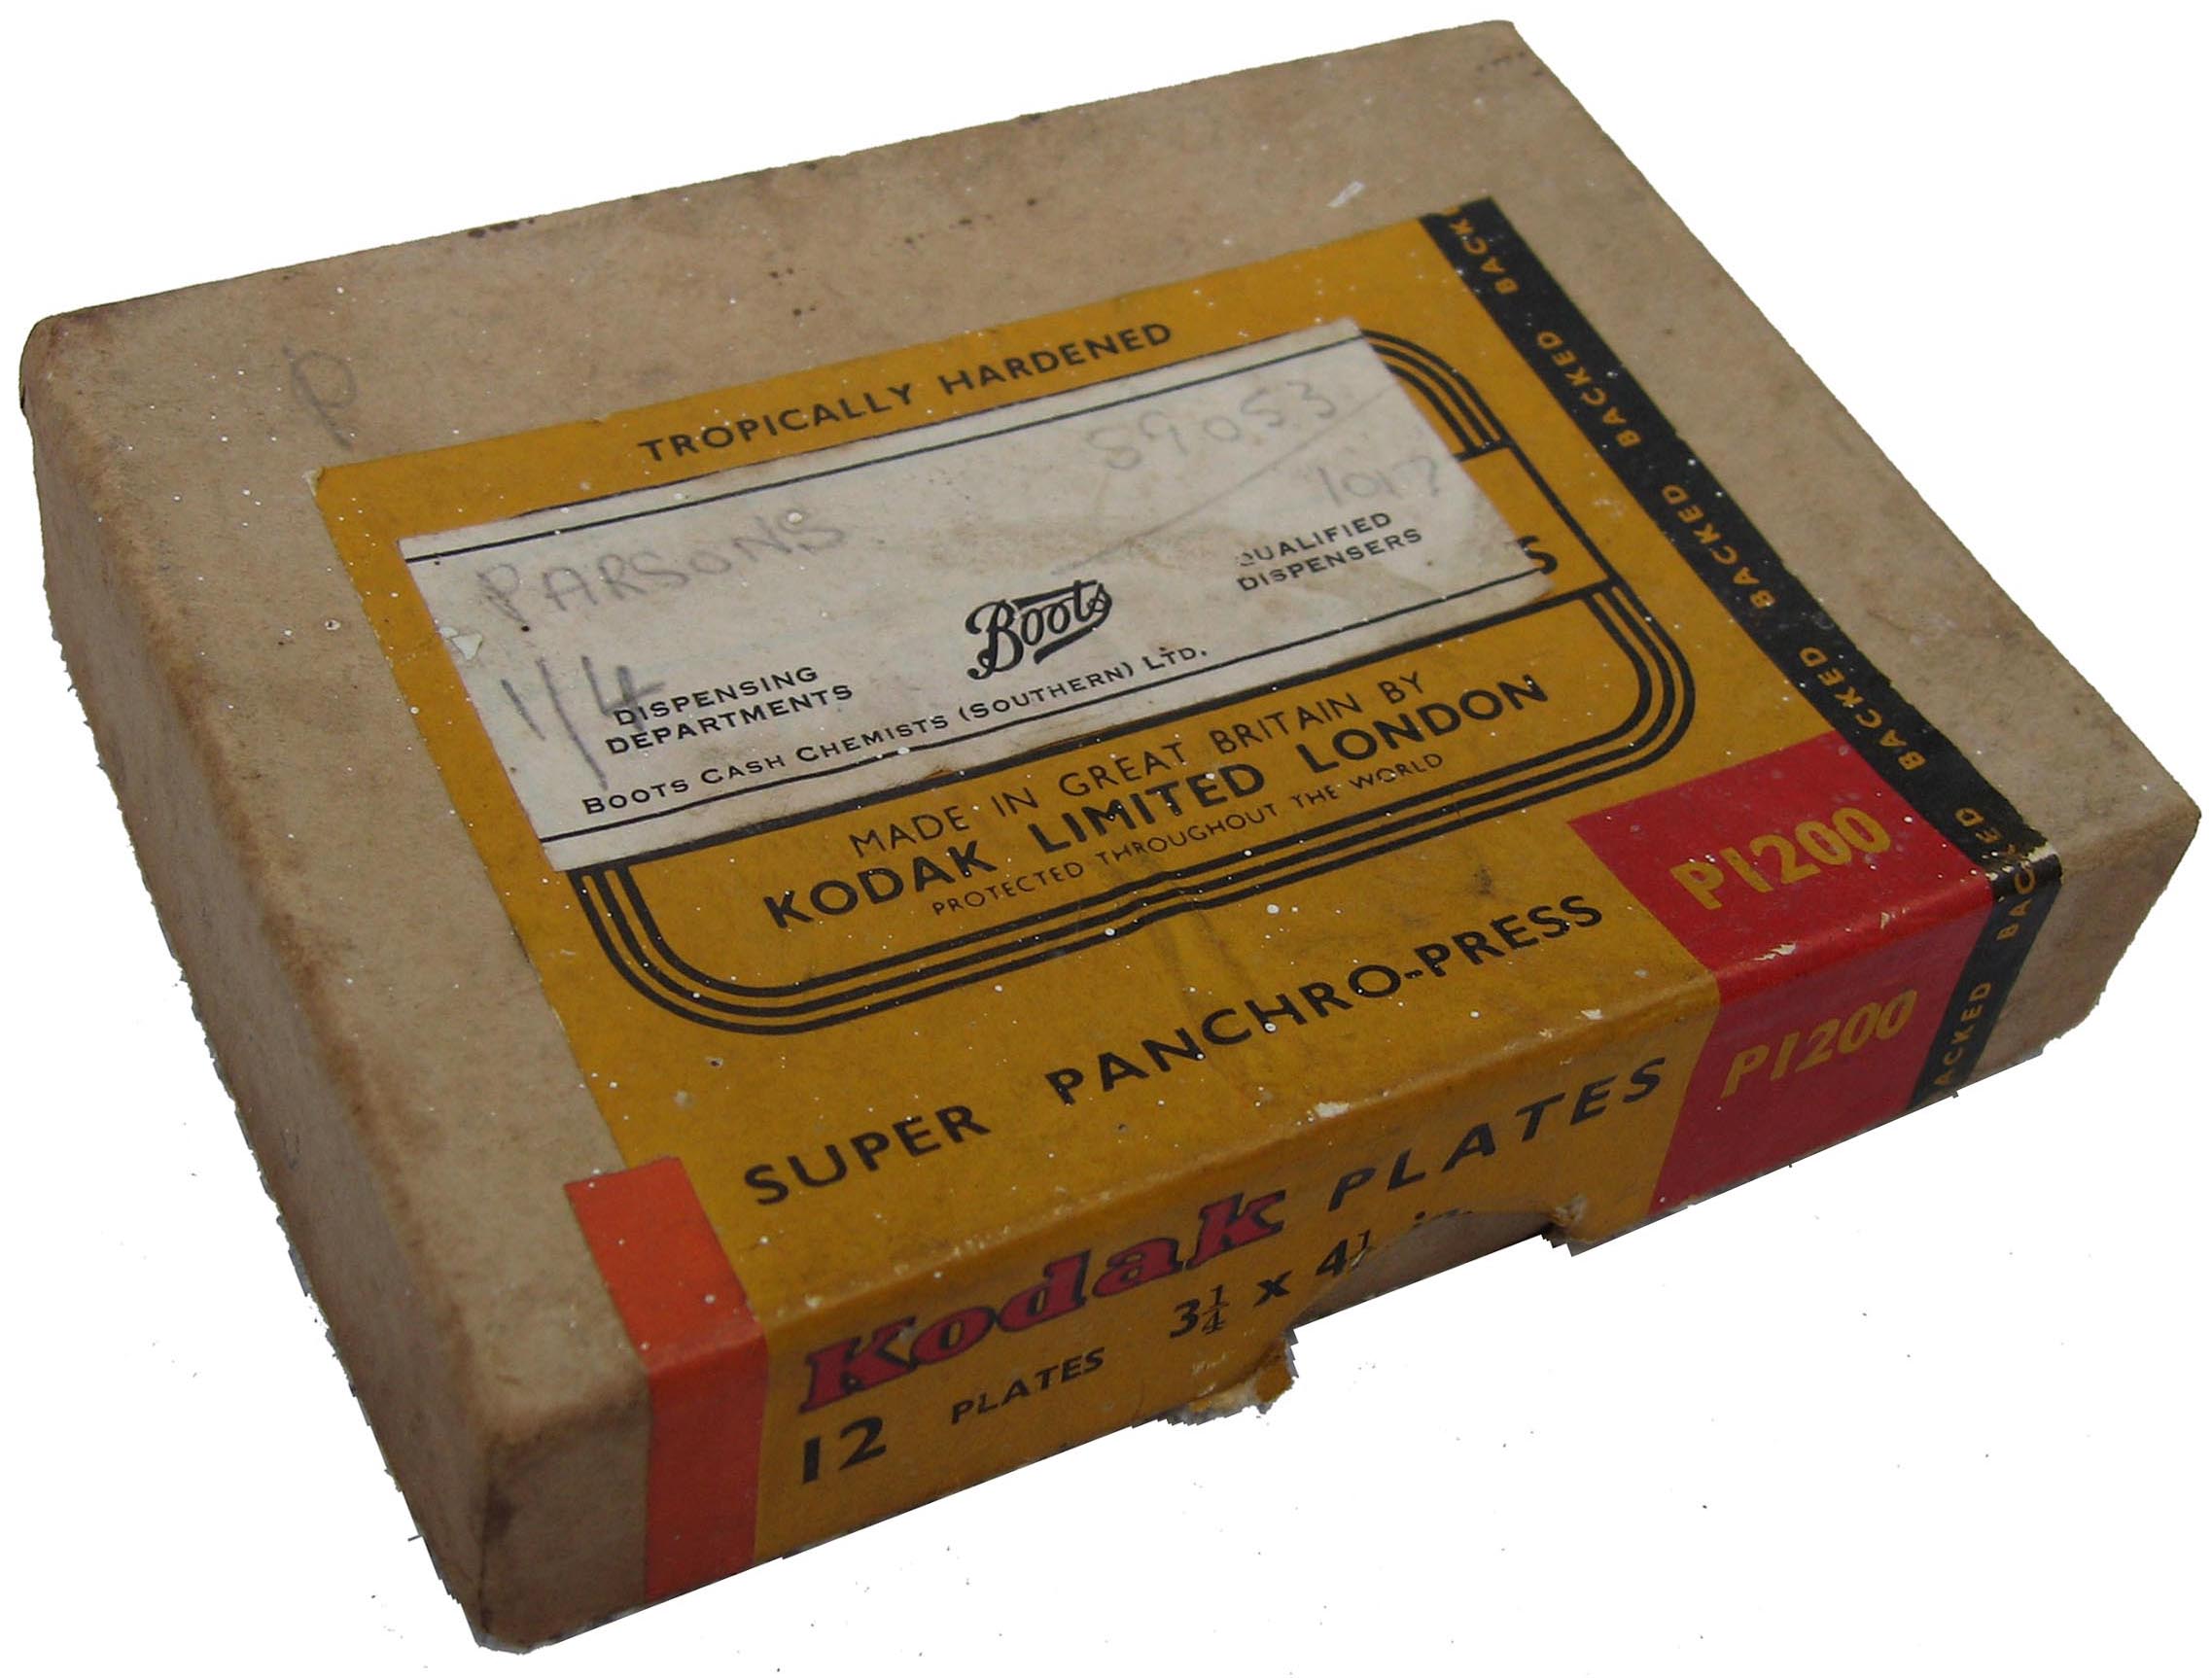 P
TROPICALLY HARDENED
59053
1017
PARSONS
1/4
DISPENSING
DEPARTMENTS
Boots
QUALIFIED
DISPENSERS
BOOTS CASH CHEMISTS (SOUTHERN) LTD.
S
MADE IN GREAT BRITAIN BY
KODAK LIMITED LONDON
PROTECTED THROUGHOUT THE WORLD
SUPER PANCHRO-PRESS
P1200
BACKED BACKED BACKED BACKED BACKED BACKED BACKED
Kodak PLATES
P1200
12 PLATES 3¼ x 4